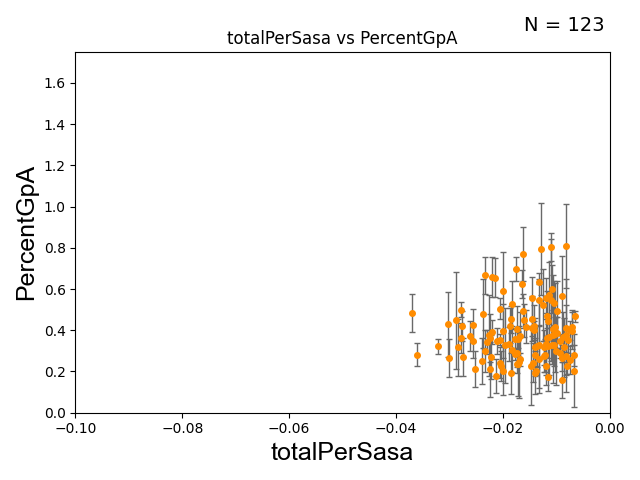 N = 123
totalPerSasa vs PercentGpA
PercentGpA
1.6
1.4
1.2
1.0
0.8
0.6
0.4
0.2
0.0
−0.10 −0.08 −0.06 −0.04 −0.02 0.00
totalPerSasa